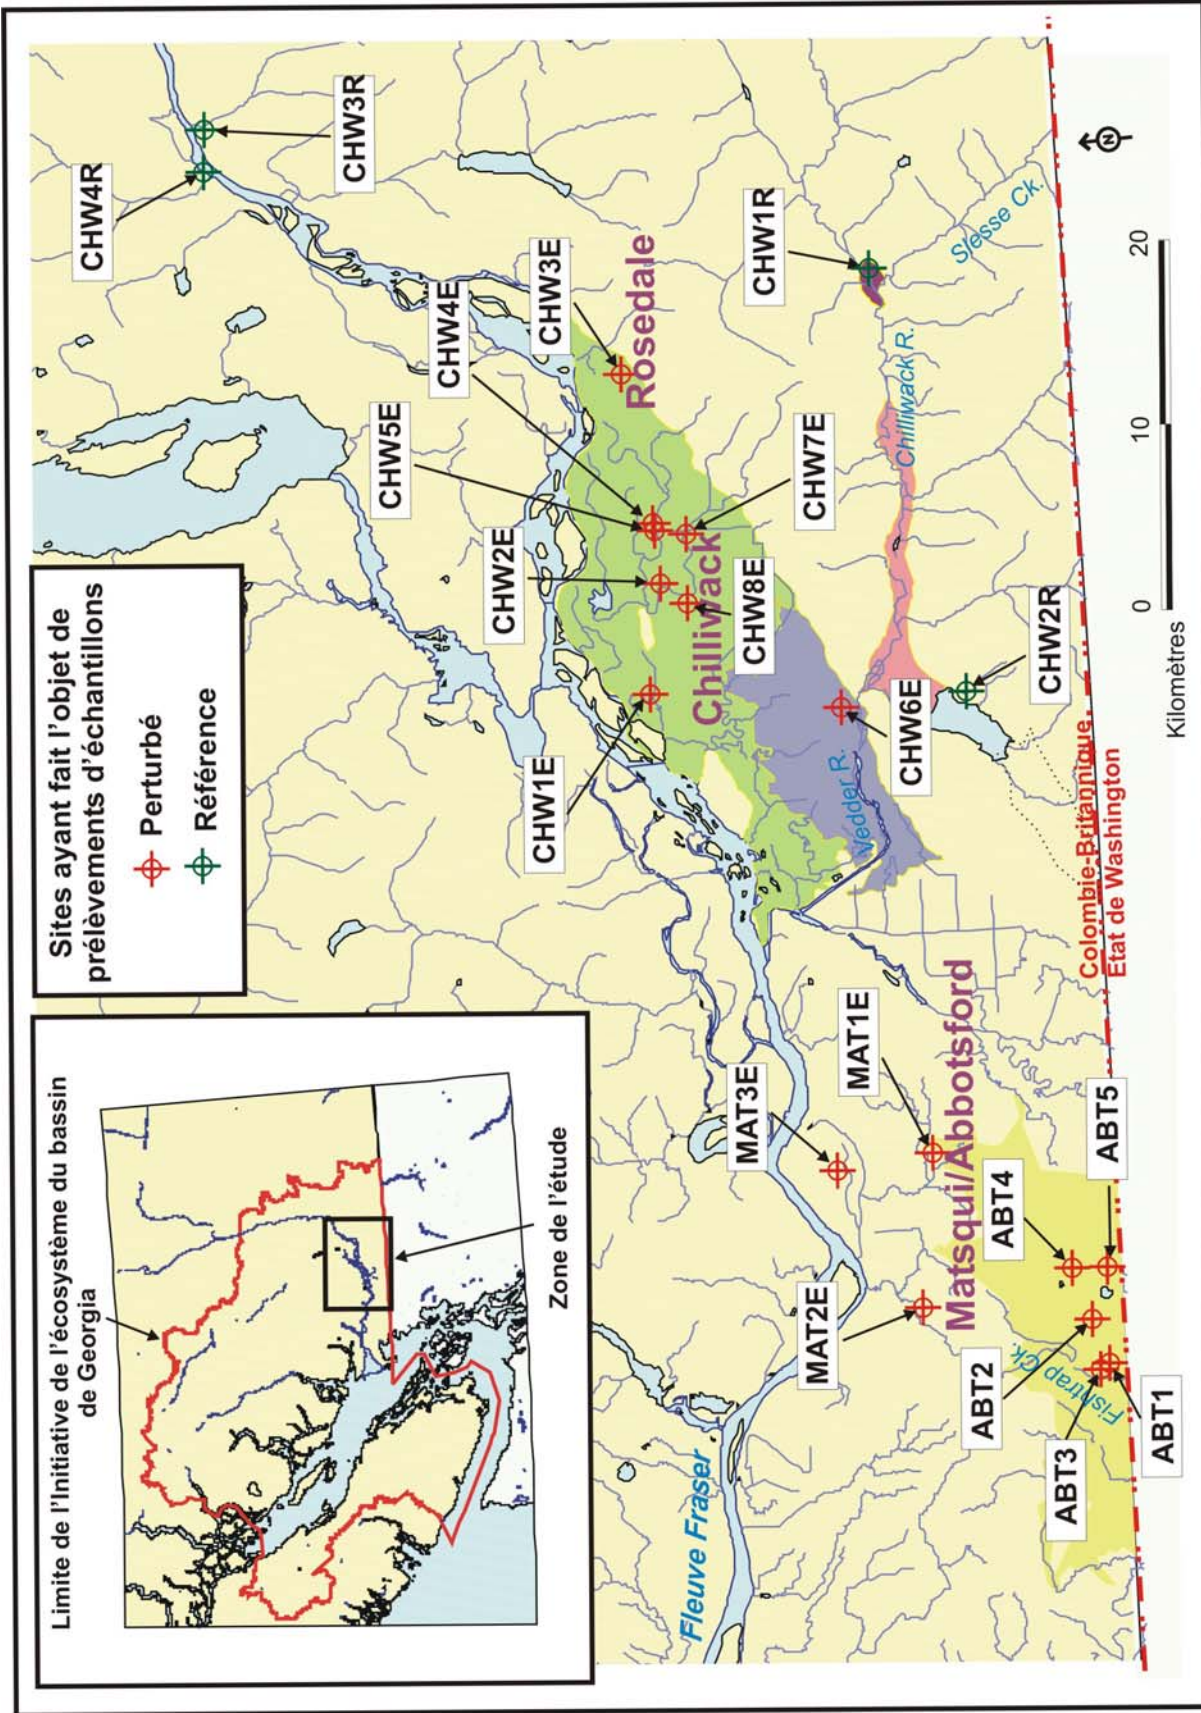 Limite de l'Initiative de l'écosystème du bassin
de Georgia
Zone de l'étude
Sites ayant fait l'objet de
prélèvements d'échantillons
Perturbé
Référence
CHW4R
CHW3R
CHW4E
CHW3E
CHW5E
Rosedale
CHW2E
CHW1R
CHW7E
CHW1E
Chilliwack
CHW8E
Slesse Ck.
Chilliwack R.
CHW6E
CHW2R
Vedder R.
MAT3E
MAT1E
MAT2E
Matsqui/Abbotsford
Fleuve Fraser
ABT4
ABT5
ABT2
ABT3
ABT1
Fishtrap Ck.
Colombie-Britannique
État de Washington
N
0 10 20
Kilomètres